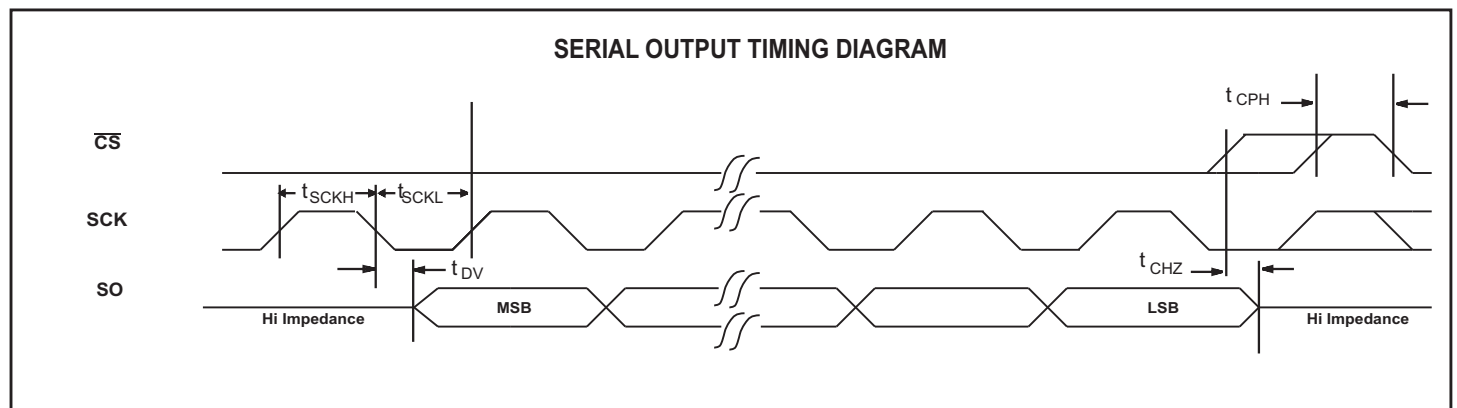 SERIAL OUTPUT TIMING DIAGRAM
t CPH
CS
t SCKH t SCKL
SCK
t DV
t CHZ
SO
MSB
LSB
Hi Impedance
Hi Impedance